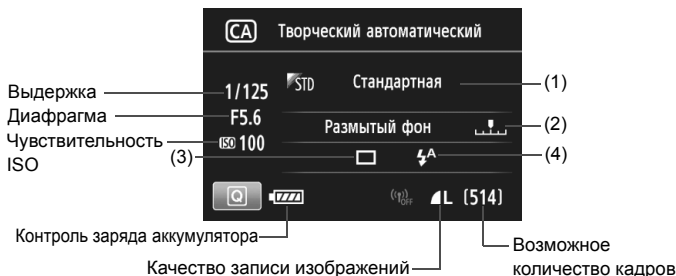 CA Творческий автоматический
Выдержка 1/125 STD Стандартная (1)
Диафрагма F5.6
Размытый фон (2)
Чувствительность ISO ISO 100
(3) A (4)
Q OFF L [514]
Контроль заряда аккумулятора
Возможное количество кадров
Качество записи изображений